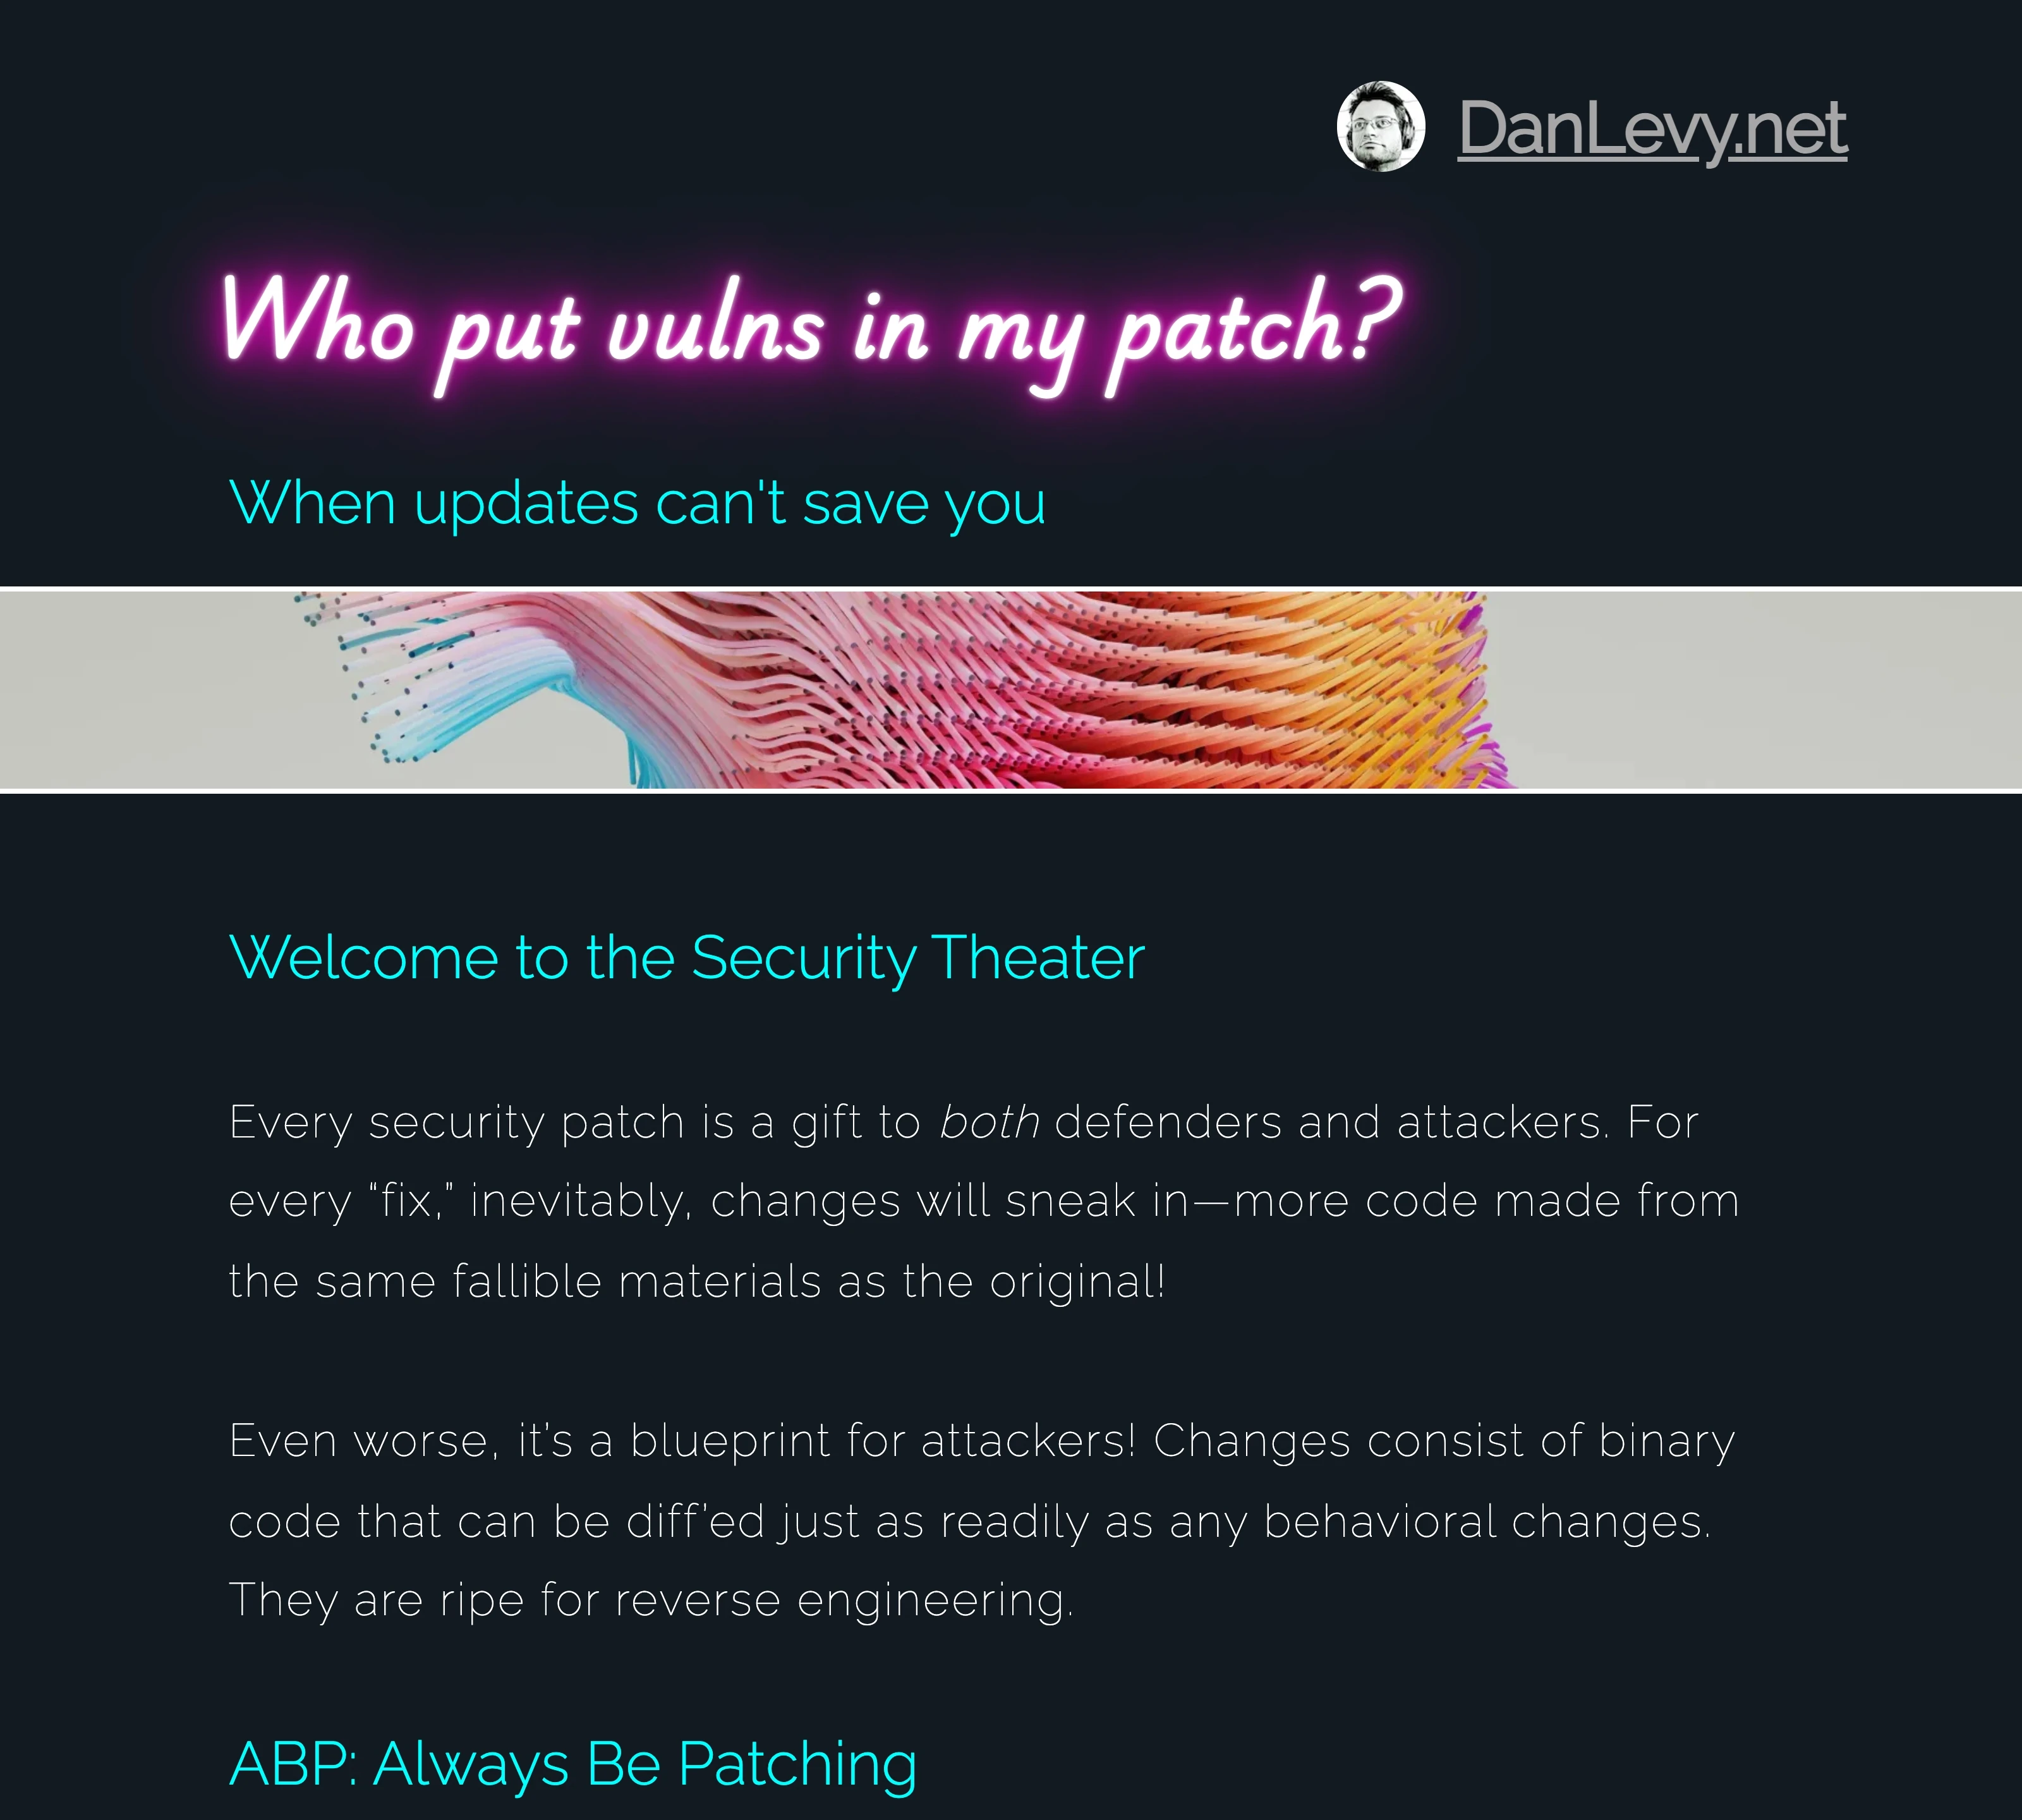 DanLevy.net
Who put vulns in my patch?
When updates can't save you
Welcome to the Security Theater
Every security patch is a gift to both defenders and attackers. For
every “fix,” inevitably, changes will sneak in—more code made from
the same fallible materials as the original!
Even worse, it’s a blueprint for attackers! Changes consist of binary
code that can be diff’ed just as readily as any behavioral changes.
They are ripe for reverse engineering.
ABP: Always Be Patching